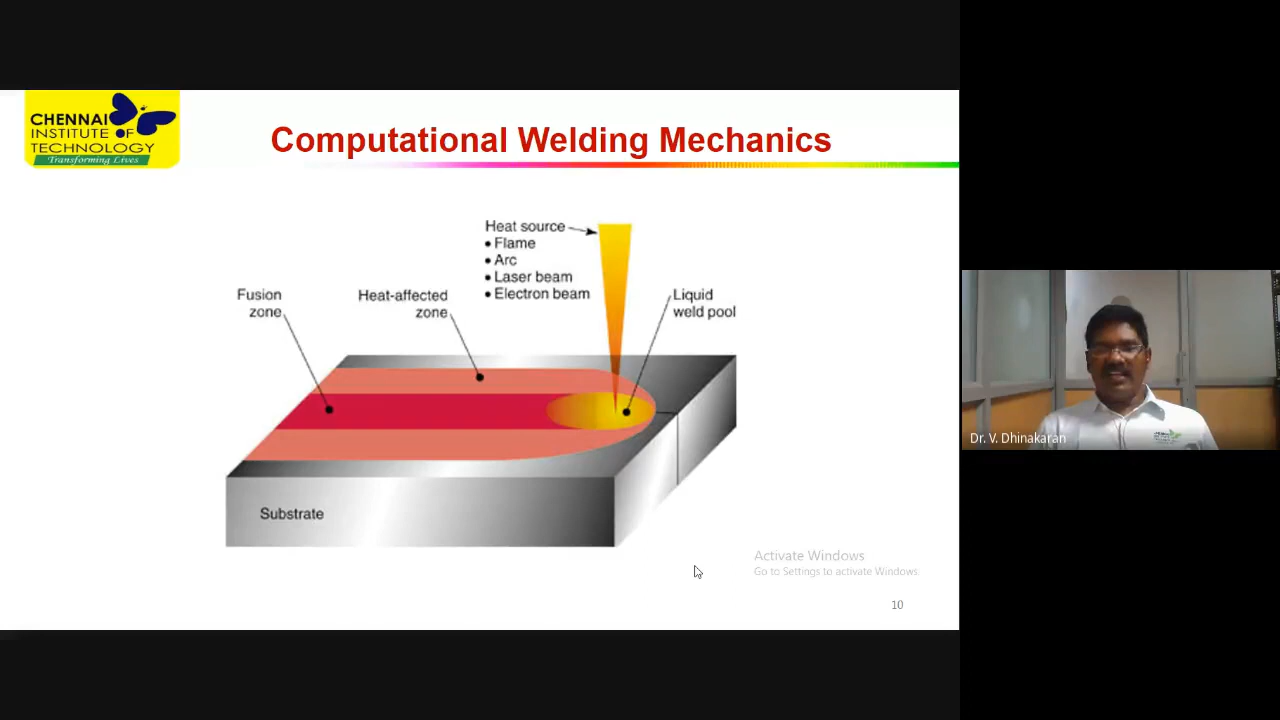 CHENNAI
INSTITUTE OF
TECHNOLOGY
Transforming Lives
Computational Welding Mechanics
Heat source
• Flame
• Arc
• Laser beam
• Electron beam
Fusion
zone
Heat-affected
zone
Liquid
weld pool
Substrate
Activate Windows
Go to Settings to activate Windows.
10
Dr. V. Dhinakaran